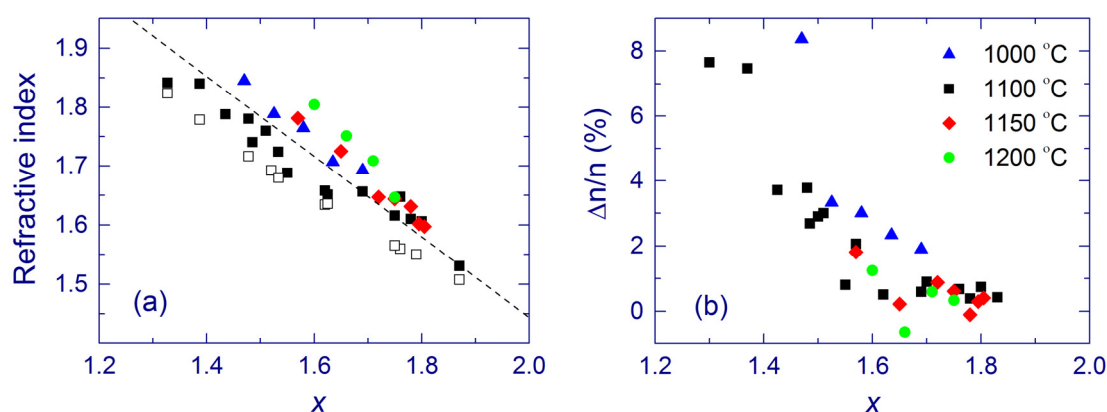 Refractive index
1.9
1.8
1.7
1.6
1.5
(a)
1.2 1.4 1.6 1.8 2.0
x
Δn/n (%)
8
6
4
2
0
1000 °C
1100 °C
1150 °C
1200 °C
(b)
1.2 1.4 1.6 1.8 2.0
x